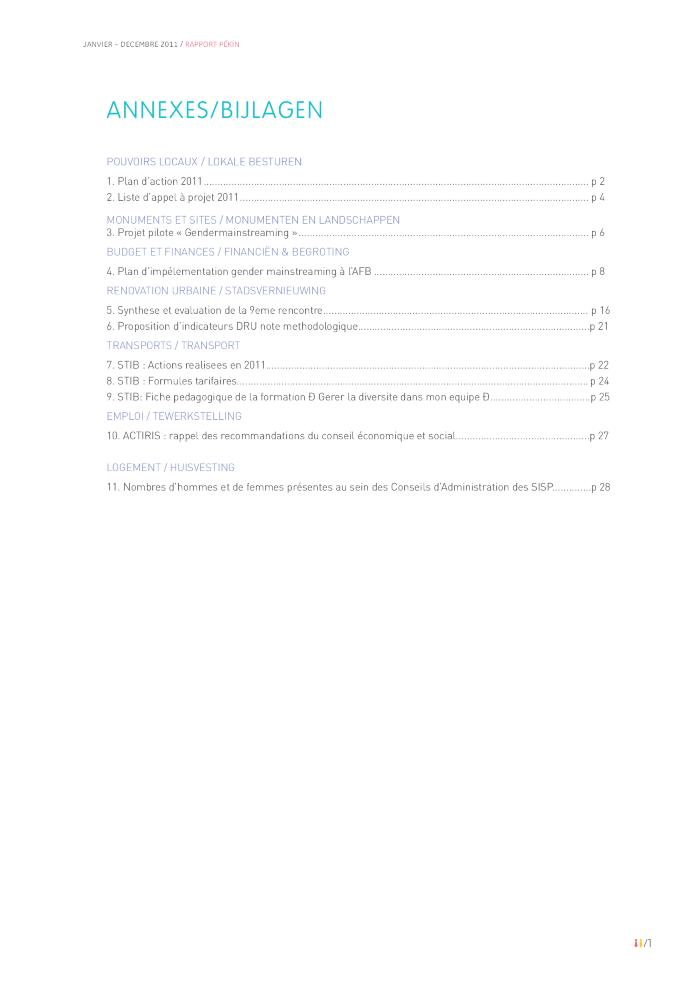 JANVIER - DECEMBRE 2011 / RAPPORT PÉKIN
ANNEXES/BIJLAGEN
POUVOIRS LOCAUX / LOKALE BESTUREN
1. Plan d'action 2011........................................ p 2
2. Liste d'appel à projet 2011........................................ p 4
MONUMENTS ET SITES / MONUMENTEN EN LANDSCHAPPEN
3. Projet pilote « Gendermainstreaming »........................................ p 6
BUDGET ET FINANCES / FINANCIËN & BEGROTING
4. Plan d'impélementation gender mainstreaming à l'AFB ........................................ p 8
RENOVATION URBAINE / STADSVERNIEUWING
5. Synthese et evaluation de la 9eme rencontre........................................ p 16
6. Proposition d'indicateurs DRU note methodologique........................................p 21
TRANSPORTS / TRANSPORT
7. STIB : Actions realisees en 2011........................................p 22
8. STIB : Formules tarifaires........................................ p 24
9. STIB: Fiche pedagogique de la formation Ð Gerer la diversite dans mon equipe Ð..................................p 25
EMPLOI / TEWERKSTELLING
10. ACTIRIS : rappel des recommandations du conseil économique et social........................................p 27
LOGEMENT / HUISVESTING
11. Nombres d'hommes et de femmes présentes au sein des Conseils d'Administration des SISP.............p 28
/1